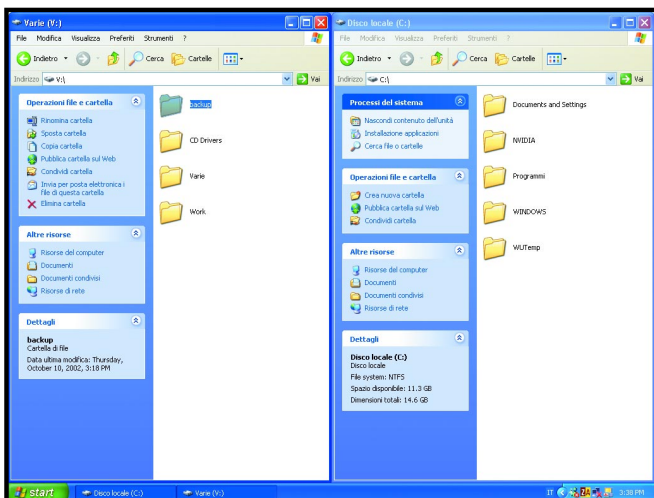 Varie (V:)
File Modifica Visualizza Preferiti Strumenti ?
Indietro Cerca Cartelle
Indirizzo V:\ Vai
Operazioni file e cartella
Rinomina cartella
Sposta cartella
Copia cartella
Pubblica cartella sul Web
Condividi cartella
Invia per posta elettronica i
file di questa cartella
Elimina cartella
Altre risorse
Risorse del computer
Documenti
Documenti condivisi
Risorse di rete
Dettagli
backup
Cartella di file
Data ultima modifica: Thursday,
October 10, 2002, 3:18 PM
backup
CD Drivers
Varie
Work
Disco locale (C:)
File Modifica Visualizza Preferiti Strumenti ?
Indietro Cerca Cartelle
Indirizzo C:\ Vai
Processi del sistema
Nascondi contenuto dell'unità
Installazione applicazioni
Cerca file o cartelle
Operazioni file e cartella
Crea nuova cartella
Pubblica cartella sul Web
Condividi cartella
Altre risorse
Risorse del computer
Documenti
Documenti condivisi
Risorse di rete
Dettagli
Disco locale (C:)
Disco locale
File system: NTFS
Spazio disponibile: 11.3 GB
Dimensioni totali: 14.6 GB
Documents and Settings
NVIDIA
Programmi
WINDOWS
WUTemp
start Disco locale (C:) Varie (V:) IT 3:38 PM